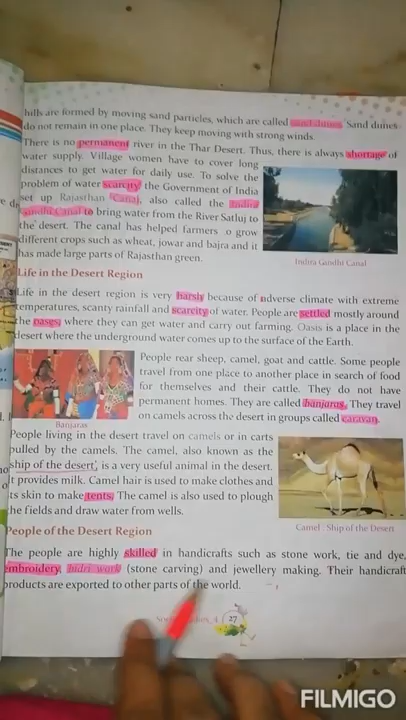 hills are formed by moving sand particles, which are called sand dunes. Sand dunes
do not remain in one place. They keep moving with strong winds.
There is no permanent river in the Thar Desert. Thus, there is always shortage of
water supply. Village women have to cover long
distances to get water for daily use. To solve the
problem of water scarcity the Government of India
set up Rajasthan Canal, also called the Indira
Gandhi Canal to bring water from the River Satluj to
the desert. The canal has helped farmers o grow
different crops such as wheat, jowar and bajra and it
has made large parts of Rajasthan green.
Indira Gandhi Canal
Life in the Desert Region
Life in the desert region is very harsh because of adverse climate with extreme
temperatures, scanty rainfall and scarcity of water. People are settled mostly around
the oases, where they can get water and carry out farming. Oasis is a place in the
desert where the underground water comes up to the surface of the Earth.
People rear sheep, camel, goat and cattle. Some people
travel from one place to another place in search of food
for themselves and their cattle. They do not have
permanent homes. They are called banjaras. They travel
on camels across the desert in groups called caravan.
Banjaras
People living in the desert travel on camels or in carts
pulled by the camels. The camel, also known as the
'ship of the desert', is a very useful animal in the desert.
It provides milk. Camel hair is used to make clothes and
its skin to make tents. The camel is also used to plough
the fields and draw water from wells.
Camel : Ship of the Desert
People of the Desert Region
The people are highly skilled in handicrafts such as stone work, tie and dye,
embroidery, bidri work (stone carving) and jewellery making. Their handicraft
products are exported to other parts of the world.
27
FILMIGO